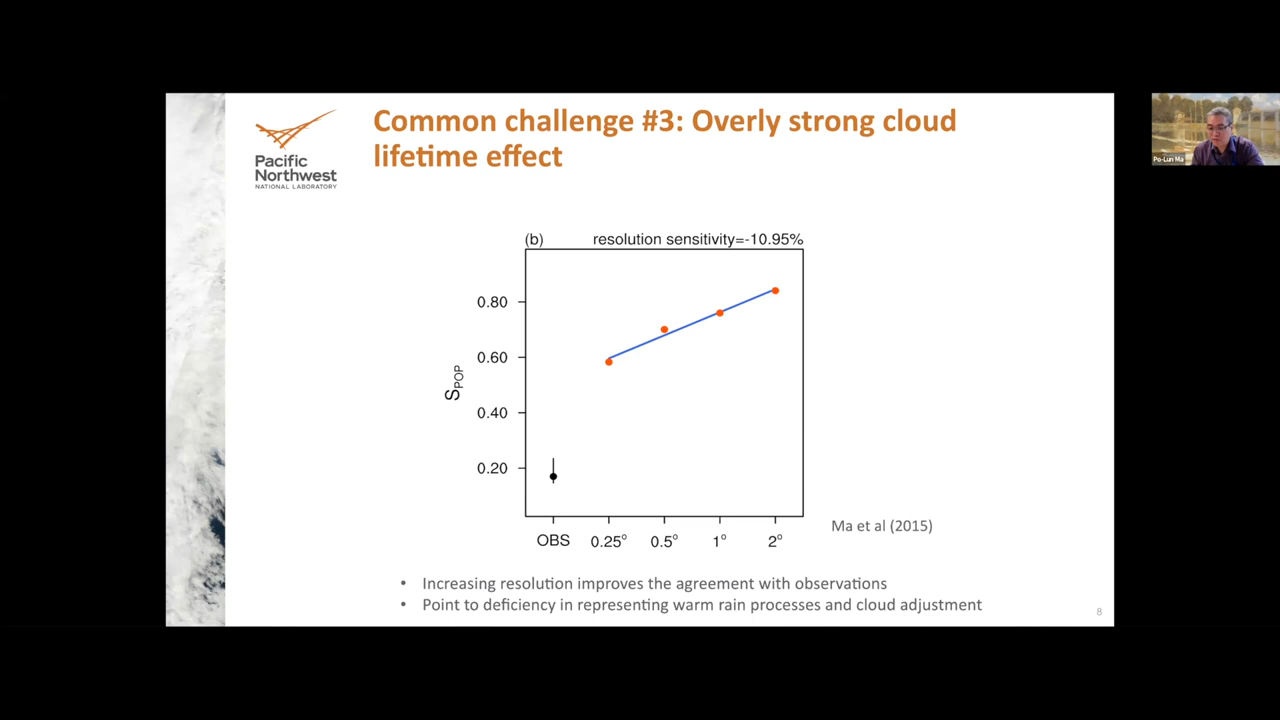 Common challenge #3: Overly strong cloud
lifetime effect
Pacific
Northwest
NATIONAL LABORATORY
Po-Lun Ma
(b) resolution sensitivity=-10.95%
0.80
0.60
0.40
0.20
SPOP
OBS 0.25° 0.5° 1° 2°
Ma et al (2015)
• Increasing resolution improves the agreement with observations
• Point to deficiency in representing warm rain processes and cloud adjustment
8